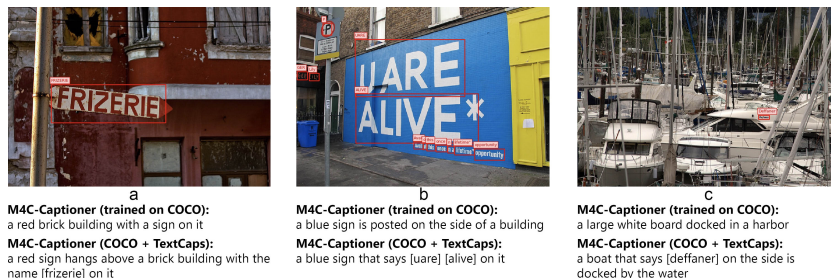 FRIZERIE
FRIZERIE
U ARE
ALIVE*
ALIVE
opportunity
Deffaner
P
a
b
c
M4C-Captioner (trained on COCO):
a red brick building with a sign on it
M4C-Captioner (COCO + TextCaps):
a red sign hangs above a brick building with the
name [frizerie] on it
M4C-Captioner (trained on COCO):
a blue sign is posted on the side of a building
M4C-Captioner (COCO + TextCaps):
a blue sign that says [uare] [alive] on it
M4C-Captioner (trained on COCO):
a large white board docked in a harbor
M4C-Captioner (COCO + TextCaps):
a boat that says [deffaner] on the side is
docked by the water